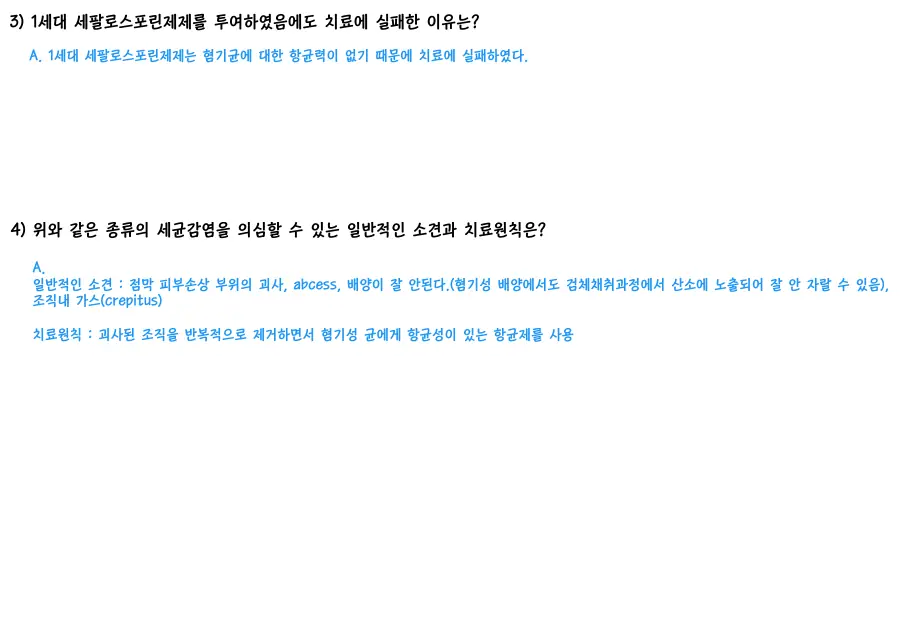 3) 1세대 세팔로스포린제제를 투여하였음에도 치료에 실패한 이유는?
A. 1세대 세팔로스포린제제는 혐기균에 대한 항균력이 없기 때문에 치료에 실패하였다.
4) 위와 같은 종류의 세균감염을 의심할 수 있는 일반적인 소견과 치료원칙은?
A.
일반적인 소견 : 점막 피부손상 부위의 괴사, abcess, 배양이 잘 안된다.(혐기성 배양에서도 검체채취과정에서 산소에 노출되어 잘 안 자랄 수 있음),
조직내 가스(crepitus)
치료원칙 : 괴사된 조직을 반복적으로 제거하면서 혐기성 균에게 항균성이 있는 항균제를 사용